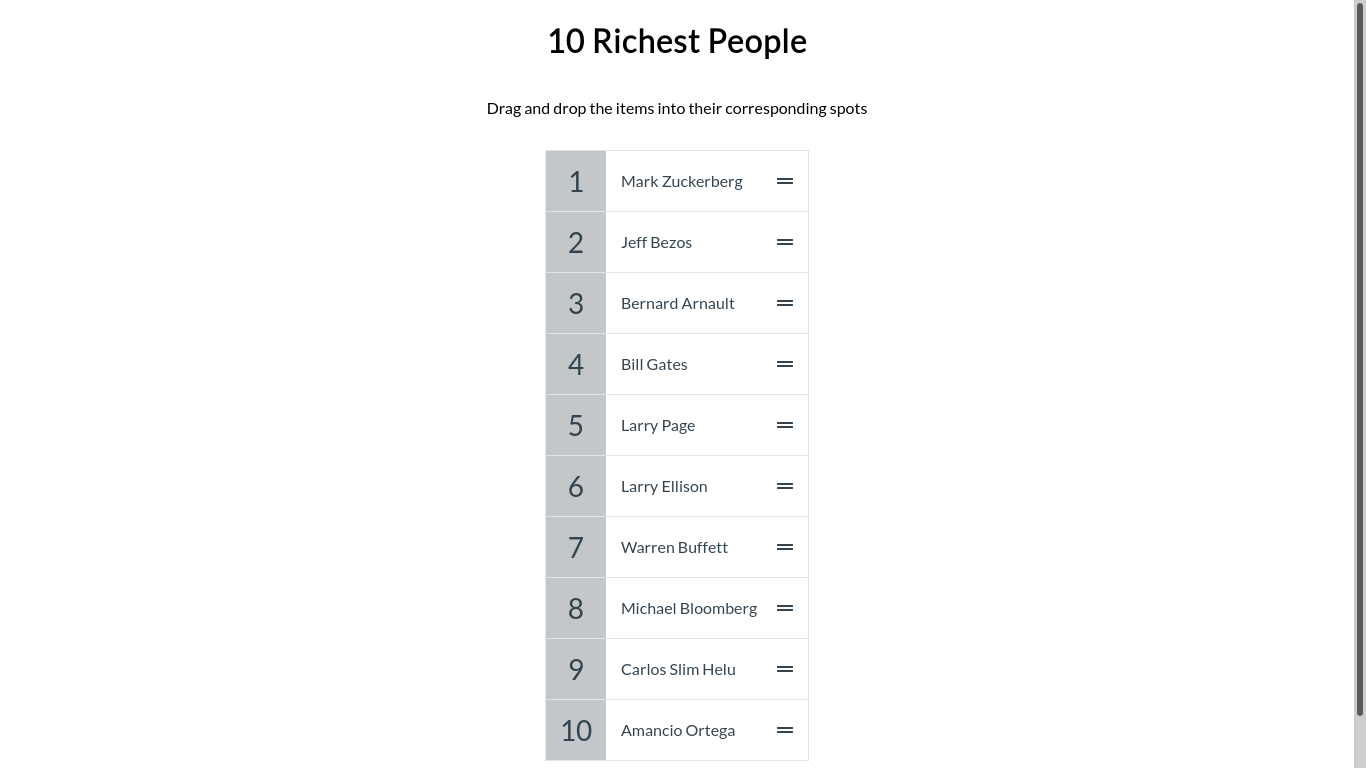 10 Richest People
Drag and drop the items into their corresponding spots
1 Mark Zuckerberg
2 Jeff Bezos
3 Bernard Arnault
4 Bill Gates
5 Larry Page
6 Larry Ellison
7 Warren Buffett
8 Michael Bloomberg
9 Carlos Slim Helu
10 Amancio Ortega